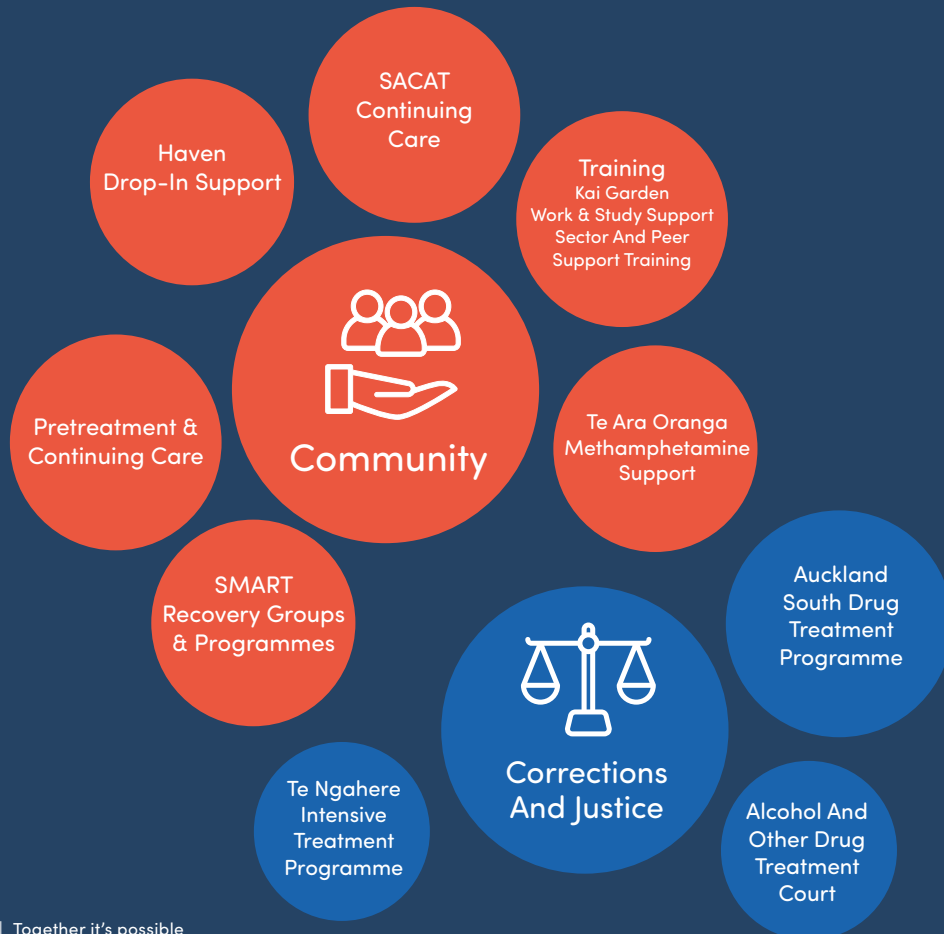 SACAT
Continuing
Care
Haven
Drop-In Support
Training
Kai Garden
Work & Study Support
Sector And Peer
Support Training
Community
Pretreatment &
Continuing Care
Te Ara Oranga
Methamphetamine
Support
SMART
Recovery Groups
& Programmes
Auckland
South Drug
Treatment
Programme
Corrections
And Justice
Te Ngahere
Intensive
Treatment
Programme
Alcohol And
Other Drug
Treatment
Court
Together it's possible